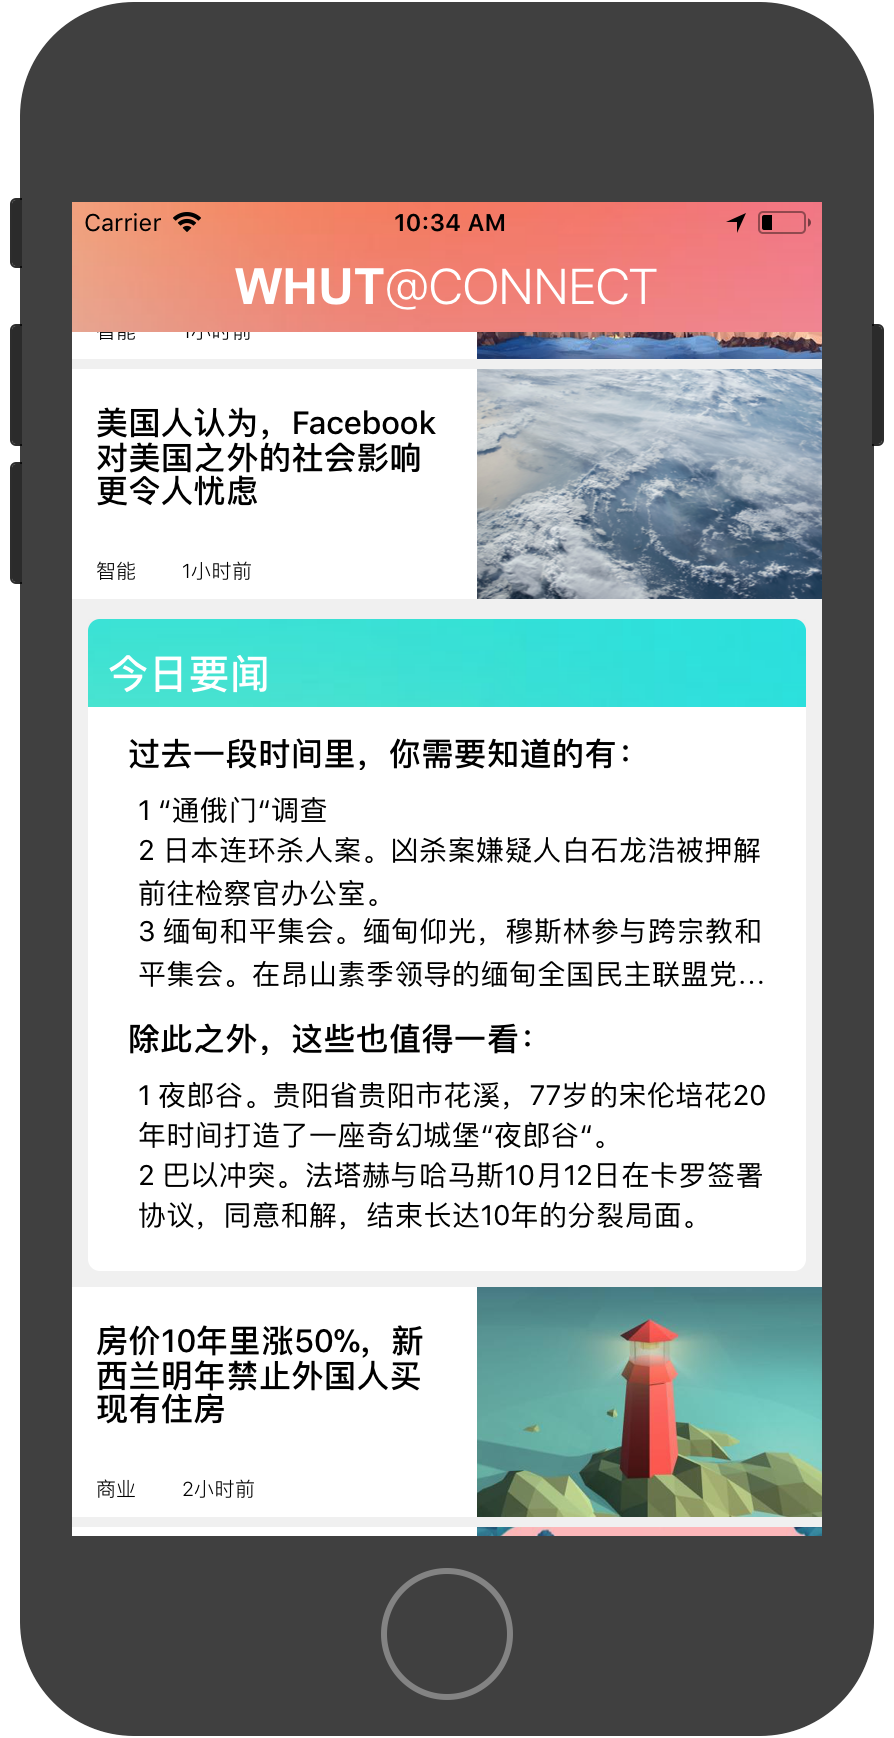 Carrier 10:34 AM
WHUT@CONNECT
智能 1小时前
美国人认为，Facebook
对美国之外的社会影响
更令人忧虑
智能 1小时前
今日要闻
过去一段时间里，你需要知道的有：
1 “通俄门“调查
2 日本连环杀人案。凶杀案嫌疑人白石龙浩被押解
前往检察官办公室。
3 缅甸和平集会。缅甸仰光，穆斯林参与跨宗教和
平集会。在昂山素季领导的缅甸全国民主联盟党...
除此之外，这些也值得一看：
1 夜郎谷。贵阳省贵阳市花溪，77岁的宋伦培花20
年时间打造了一座奇幻城堡“夜郎谷“。
2 巴以冲突。法塔赫与哈马斯10月12日在卡罗签署
协议，同意和解，结束长达10年的分裂局面。
房价10年里涨50%，新
西兰明年禁止外国人买
现有住房
商业 2小时前